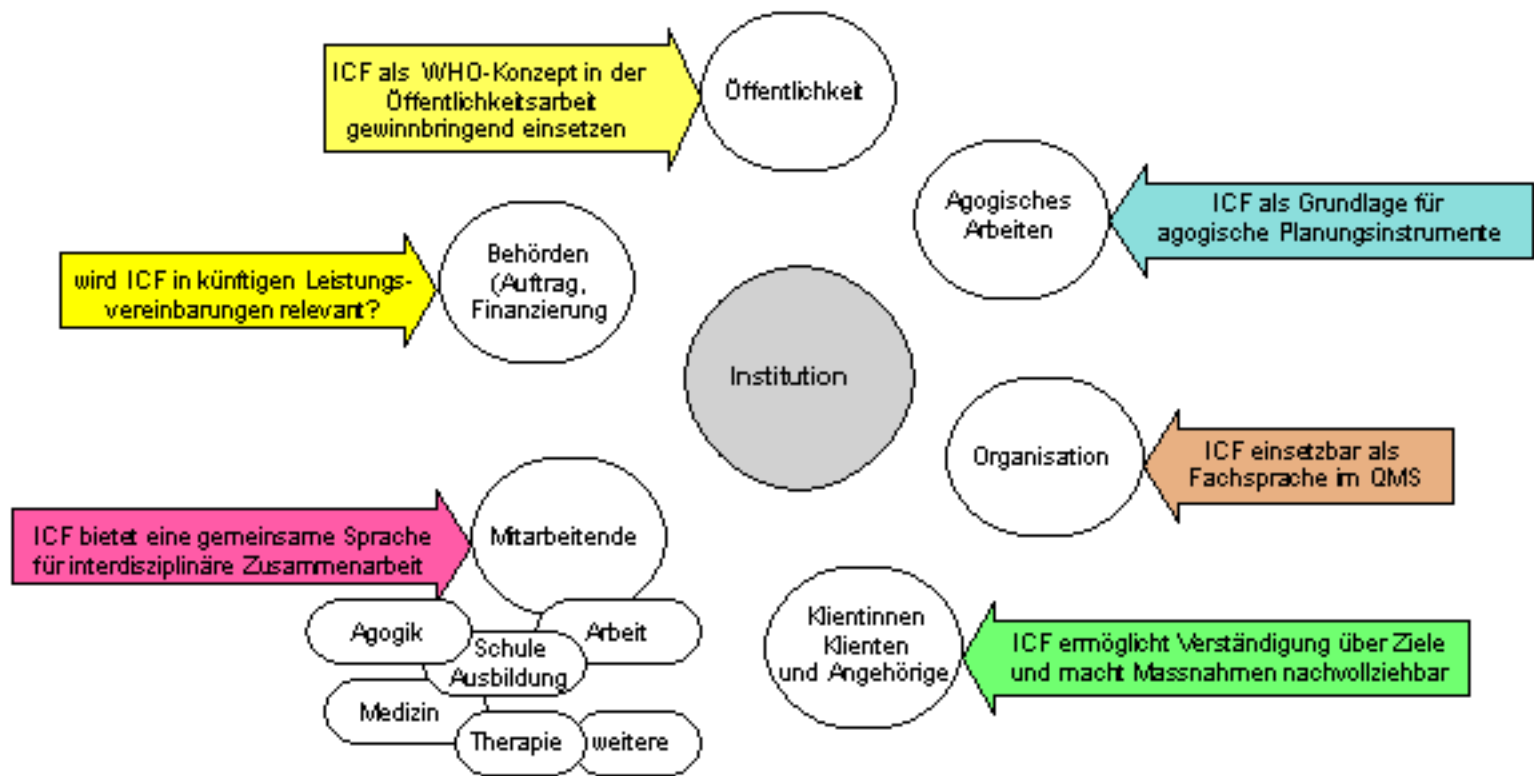 ICF als WHO-Konzept in der
Öffentlichkeitsarbeit
gewinnbringend einsetzen
Öffentlichkeit
Agogisches
Arbeiten
ICF als Grundlage für
agogische Planungsinstrumente
wird ICF in künftigen Leistungs-
vereinbarungen relevant?
Behörden
(Auftrag,
Finanzierung
Institution
Organisation
ICF einsetzbar als
Fachsprache im QMS
ICF bietet eine gemeinsame Sprache
für interdisziplinäre Zusammenarbeit
Mitarbeitende
Agogik
Arbeit
Schule
Ausbildung
Medizin
Therapie
weitere
Klientinnen
Klienten
und Angehörige
ICF ermöglicht Verständigung über Ziele
und macht Massnahmen nachvollziehbar